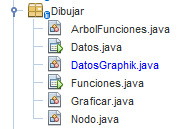 Dibujar
ArbolFunciones.java
Datos.java
DatosGraphik.java
Funciones.java
Graficar.java
Nodo.java